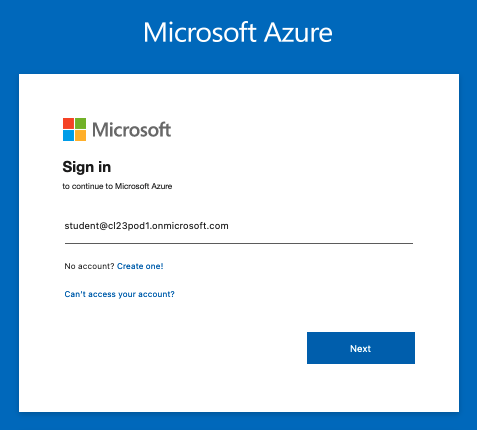 Microsoft Azure
Microsoft
Sign in
to continue to Microsoft Azure
student@cl23pod1.onmicrosoft.com
No account? Create one!
Can't access your account?
Next